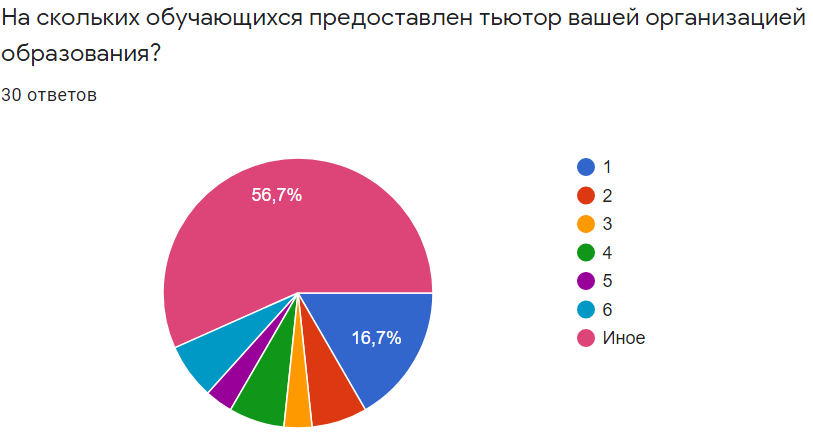 На скольких обучающихся предоставлен тьютор вашей организацией
образования?
30 ответов
56,7%
16,7%
1
2
3
4
5
6
Иное